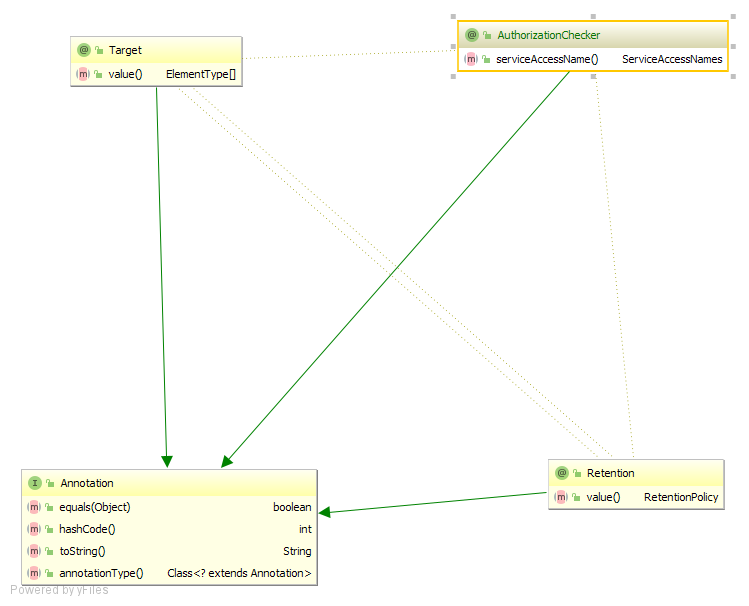 @ Target
m value() ElementType[]
@ AuthorizationChecker
m serviceAccessName() ServiceAccessNames
I Annotation
m equals(Object) boolean
m hashCode() int
m toString() String
m annotationType() Class<? extends Annotation>
@ Retention
m value() RetentionPolicy
Powered by yFiles